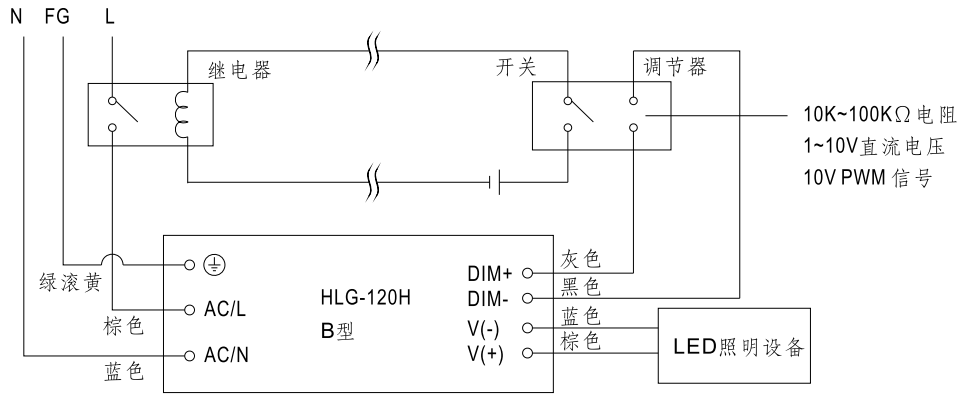 N FG L
继电器
开关
调节器
10K~100KΩ电阻
1~10V直流电压
10V PWM 信号
绿滚黄
棕色
蓝色
AC/L
AC/N
HLG-120H
B型
DIM+
DIM-
V(-)
V(+)
灰色
黑色
蓝色
棕色
LED照明设备